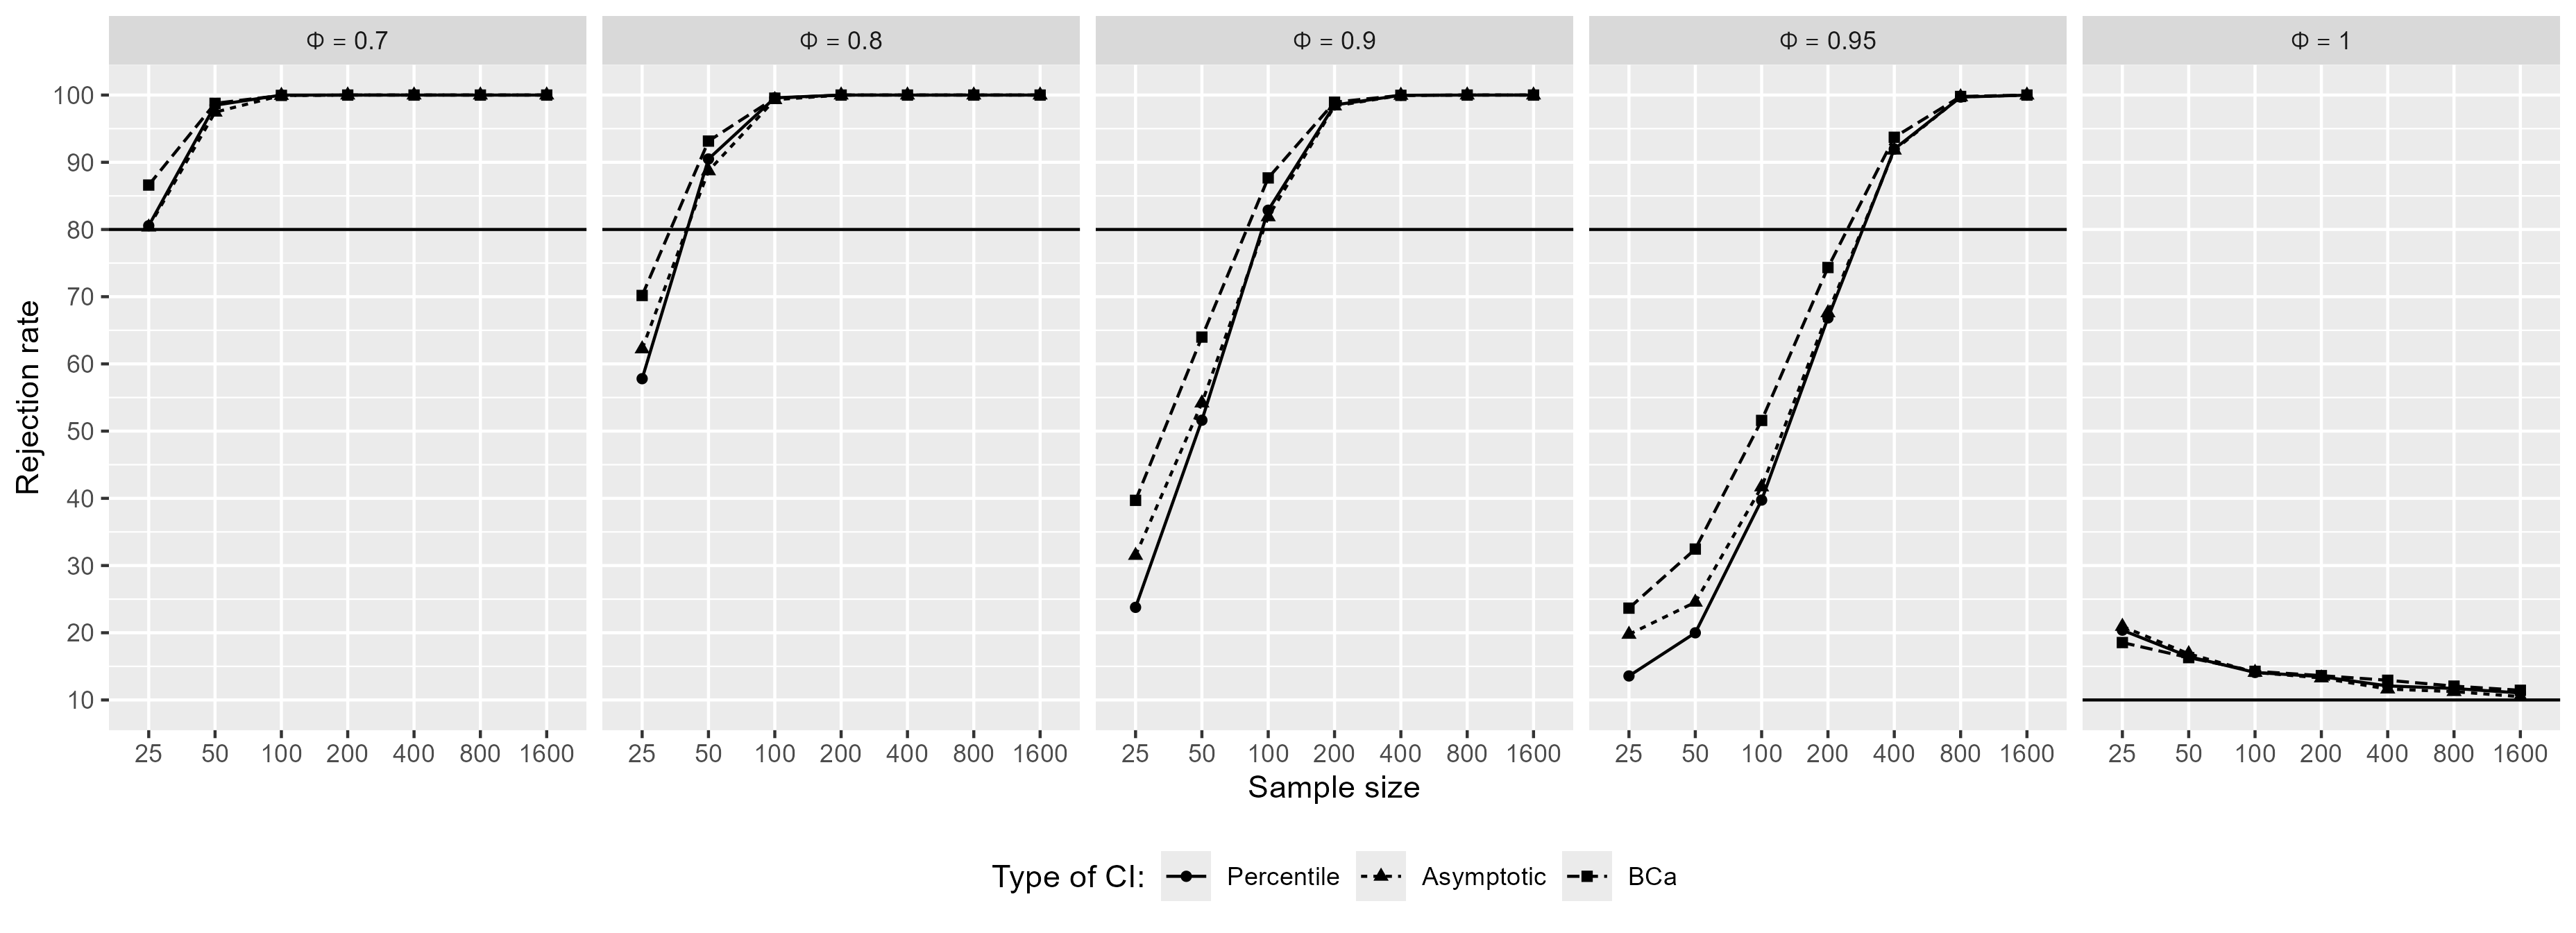 Φ = 0.7
Φ = 0.8
Φ = 0.9
Φ = 0.95
Φ = 1
Rejection rate
100
90
80
70
60
50
40
30
20
10
25 50 100 200 400 800 1600
25 50 100 200 400 800 1600
25 50 100 200 400 800 1600
25 50 100 200 400 800 1600
25 50 100 200 400 800 1600
Sample size
Type of CI: Percentile Asymptotic BCa